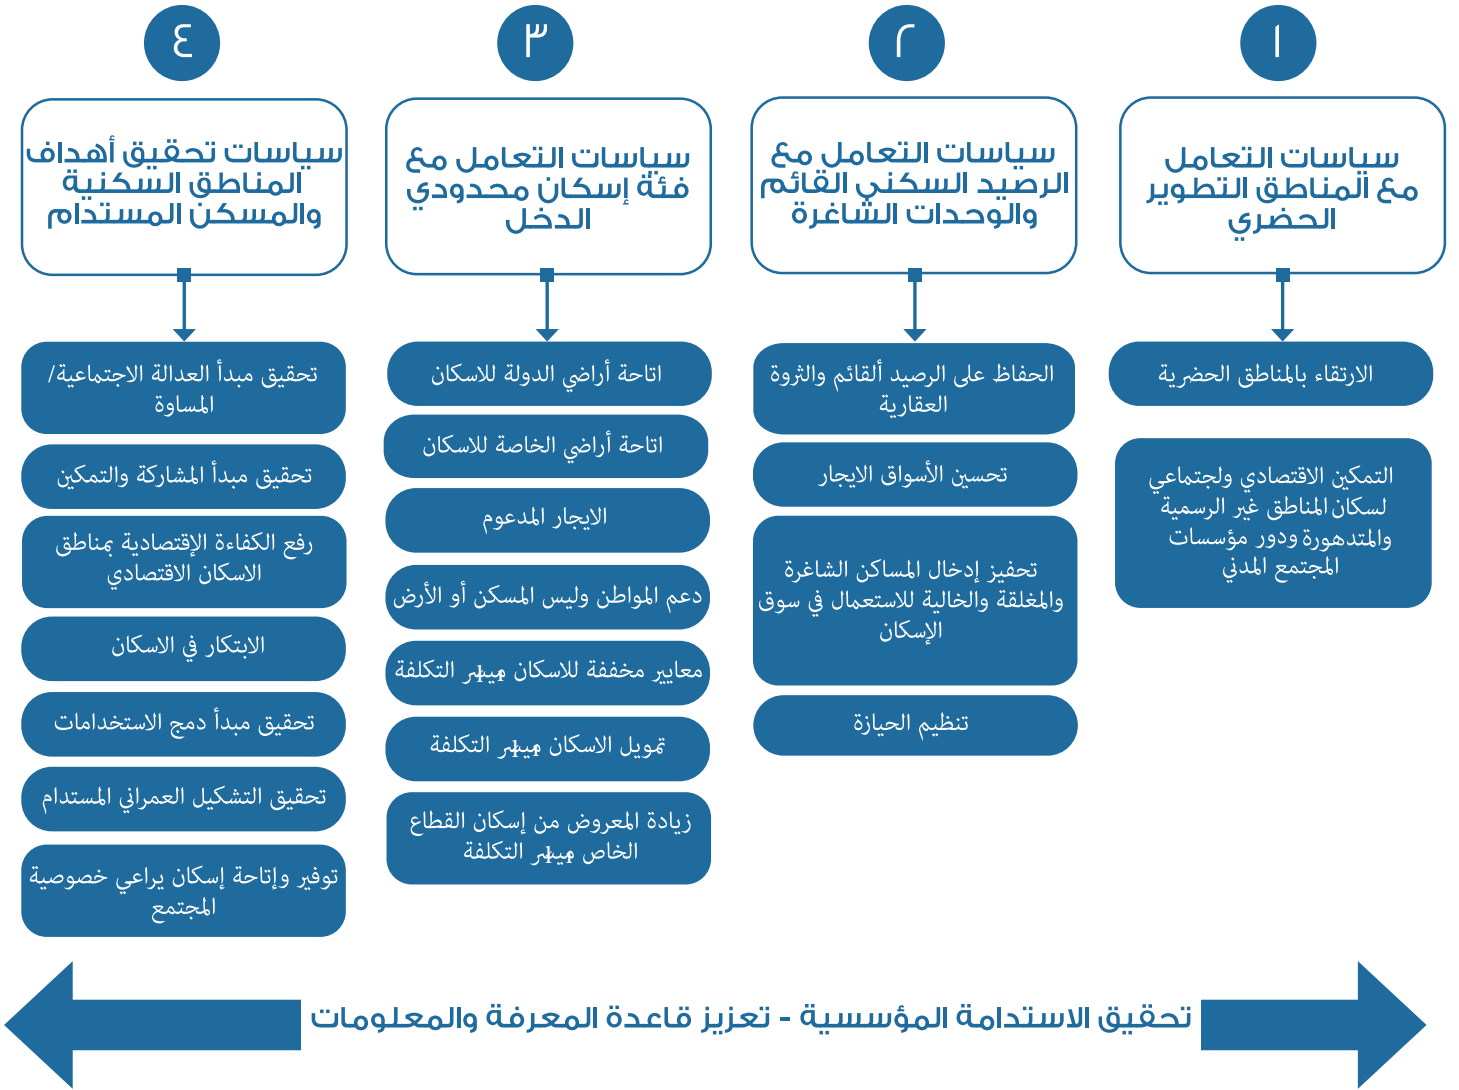 ١
سياسات التعامل
مع المناطق التطوير
الحضري
الارتقاء بالمناطق الحضرية
التمكين الاقتصادي ولجتماعي
لسكان المناطق غير الرسمية
والمتدهورة ودور مؤسسات
المجتمع المدني
٢
سياسات التعامل مع
الرصيد السكني القائم
والوحدات الشاغرة
الحفاظ على الرصيد ألقائم والثروة
العقارية
تحسين الأسواق الايجار
تحفيز إدخال المساكن الشاغرة
والمغلقة والخالية للاستعمال في سوق
الإسكان
تنظيم الحيازة
٣
سياسات التعامل مع
فئة إسكان محدودي
الدخل
اتاحة أراضي الدولة للاسكان
اتاحة أراضي الخاصة للاسكان
الايجار المدعوم
دعم المواطن وليس المسكن أو الأرض
معايير مخففة للاسكان ميسر التكلفة
تمويل الاسكان ميسر التكلفة
زيادة المعروض من إسكان القطاع
الخاص ميسر التكلفة
٤
سياسات تحقيق أهداف
المناطق السكنية
والمسكن المستدام
تحقيق مبدأ العدالة الاجتماعية/
المساوة
تحقيق مبدأ المشاركة والتمكين
رفع الكفاءة الإقتصادية بمناطق
الاسكان الاقتصادي
الابتكار في الاسكان
تحقيق مبدأ دمج الاستخدامات
تحقيق التشكيل العمراني المستدام
توفير وإتاحة إسكان يراعي خصوصية
المجتمع
تحقيق الاستدامة المؤسسية - تعزيز قاعدة المعرفة والمعلومات